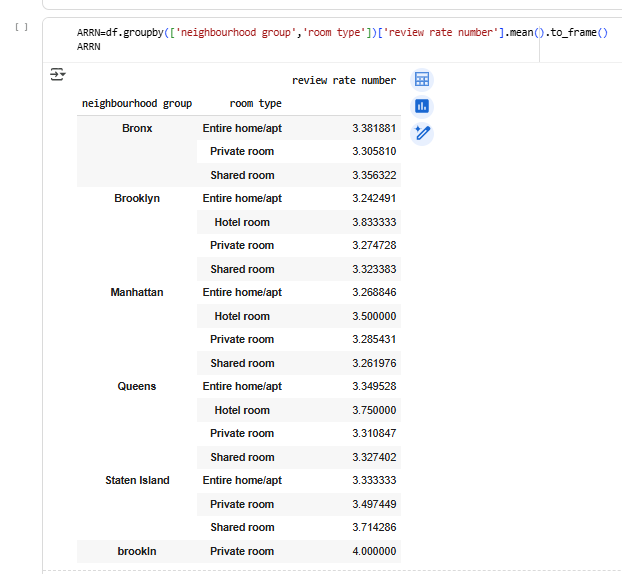 [ ]
ARRN=df.groupby(['neighbourhood group','room type'])['review rate number'].mean().to_frame()
ARRN
review rate number
neighbourhood group room type
Bronx Entire home/apt 3.381881
Private room 3.305810
Shared room 3.356322
Brooklyn Entire home/apt 3.242491
Hotel room 3.833333
Private room 3.274728
Shared room 3.323383
Manhattan Entire home/apt 3.268846
Hotel room 3.500000
Private room 3.285431
Shared room 3.261976
Queens Entire home/apt 3.349528
Hotel room 3.750000
Private room 3.310847
Shared room 3.327402
Staten Island Entire home/apt 3.333333
Private room 3.497449
Shared room 3.714286
brookln Private room 4.000000